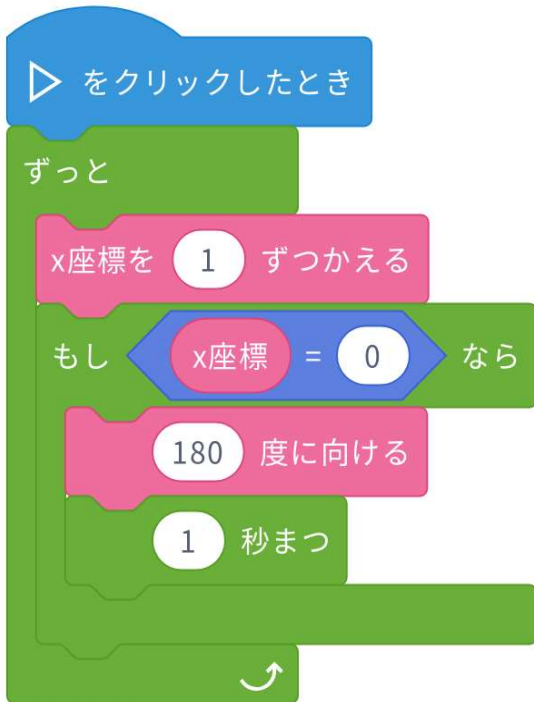 をクリックしたとき
ずっと
x座標を 1 ずつかえる
もし x座標 = 0 なら
180 度に向ける
1 秒まつ